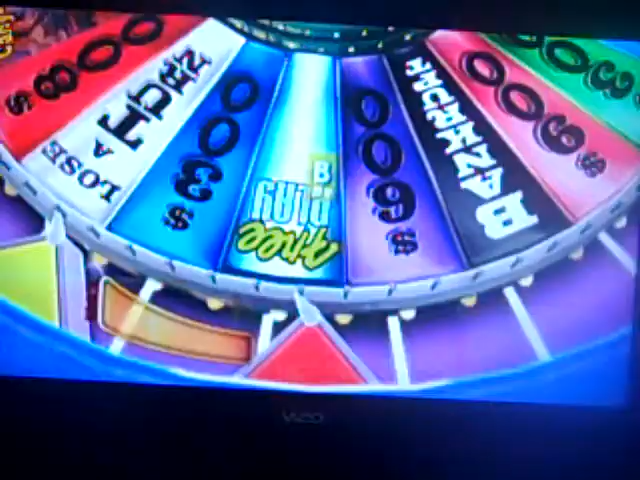 $800
LOSE A TURN
$300
FREE PLAY
$600
BANKRUPT
$900
VIZIO